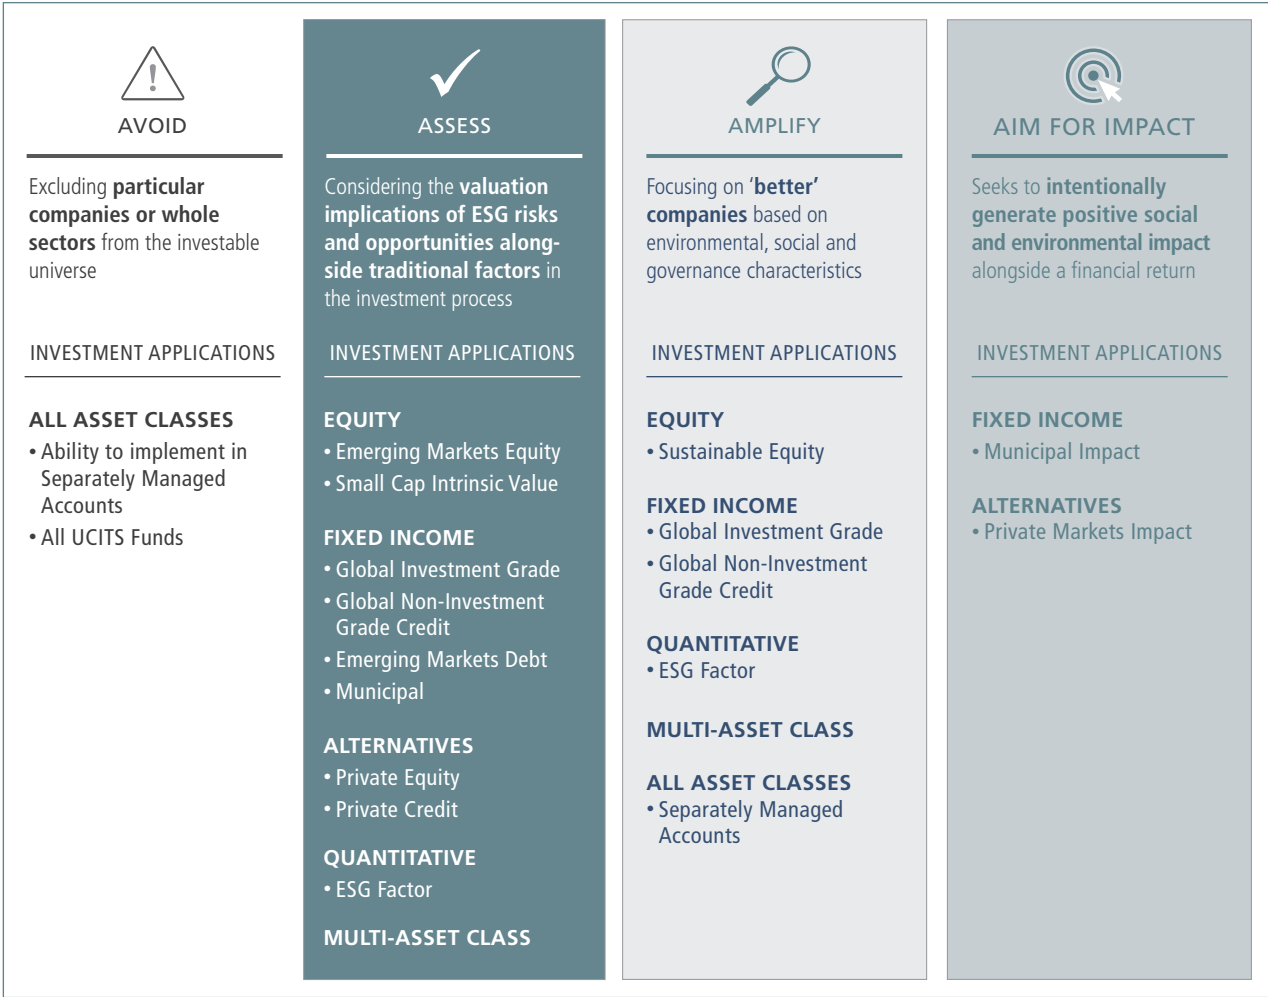 AVOID
Excluding particular
companies or whole
sectors from the investable
universe
INVESTMENT APPLICATIONS
ALL ASSET CLASSES
• Ability to implement in
Separately Managed
Accounts
• All UCITS Funds
ASSESS
Considering the valuation
implications of ESG risks
and opportunities along-
side traditional factors in
the investment process
INVESTMENT APPLICATIONS
EQUITY
• Emerging Markets Equity
• Small Cap Intrinsic Value
FIXED INCOME
• Global Investment Grade
• Global Non-Investment
Grade Credit
• Emerging Markets Debt
• Municipal
ALTERNATIVES
• Private Equity
• Private Credit
QUANTITATIVE
• ESG Factor
MULTI-ASSET CLASS
AMPLIFY
Focusing on ‘better’
companies based on
environmental, social and
governance characteristics
INVESTMENT APPLICATIONS
EQUITY
• Sustainable Equity
FIXED INCOME
• Global Investment Grade
• Global Non-Investment
Grade Credit
QUANTITATIVE
• ESG Factor
MULTI-ASSET CLASS
ALL ASSET CLASSES
• Separately Managed
Accounts
AIM FOR IMPACT
Seeks to intentionally
generate positive social
and environmental impact
alongside a financial return
INVESTMENT APPLICATIONS
FIXED INCOME
• Municipal Impact
ALTERNATIVES
• Private Markets Impact